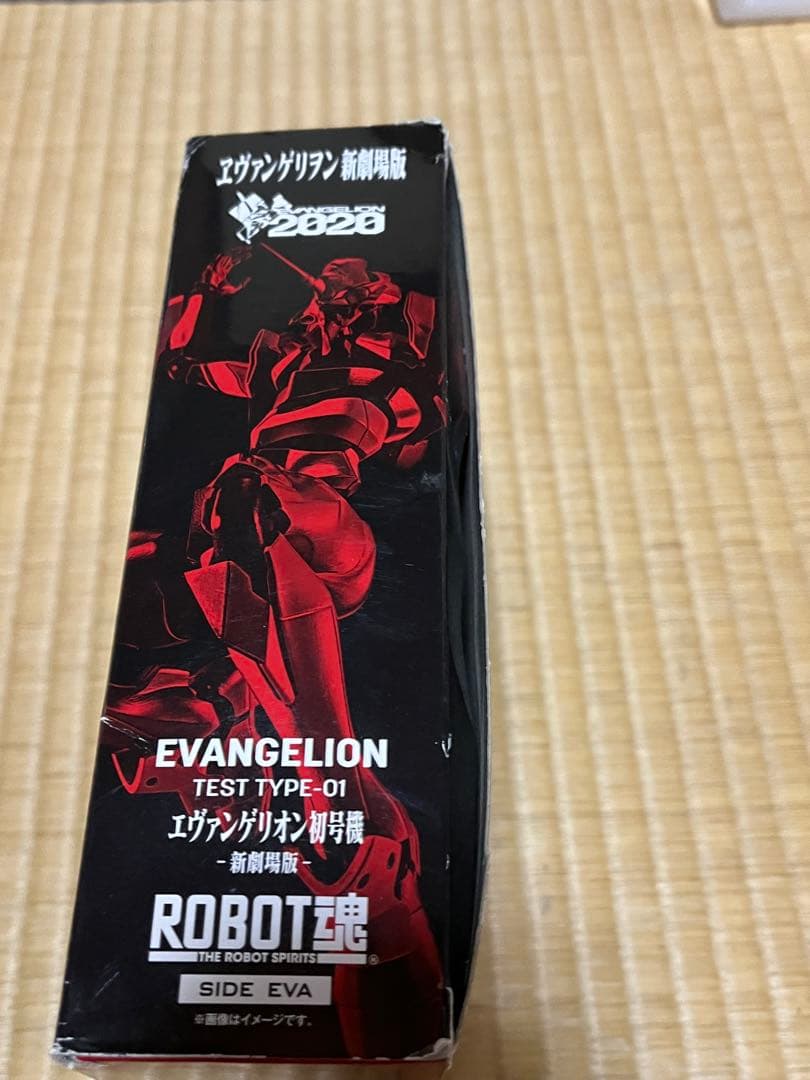 ヱヴァンゲリヲン新劇場版
EVANGELION
2020
EVANGELION
TEST TYPE-01
エヴァンゲリオン初号機
-新劇場版-
ROBOT魂
THE ROBOT SPIRITS ®
SIDE EVA
※画像はイメージです。